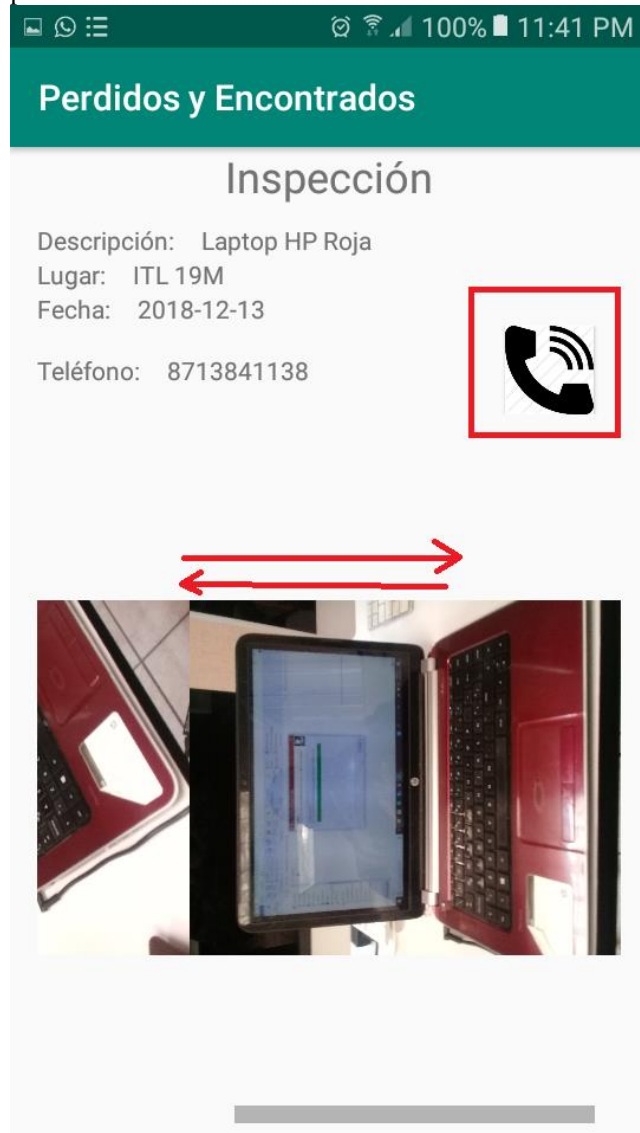 100% 11:41 PM
Perdidos y Encontrados
Inspección
Descripción: Laptop HP Roja
Lugar: ITL 19M
Fecha: 2018-12-13
Teléfono: 8713841138